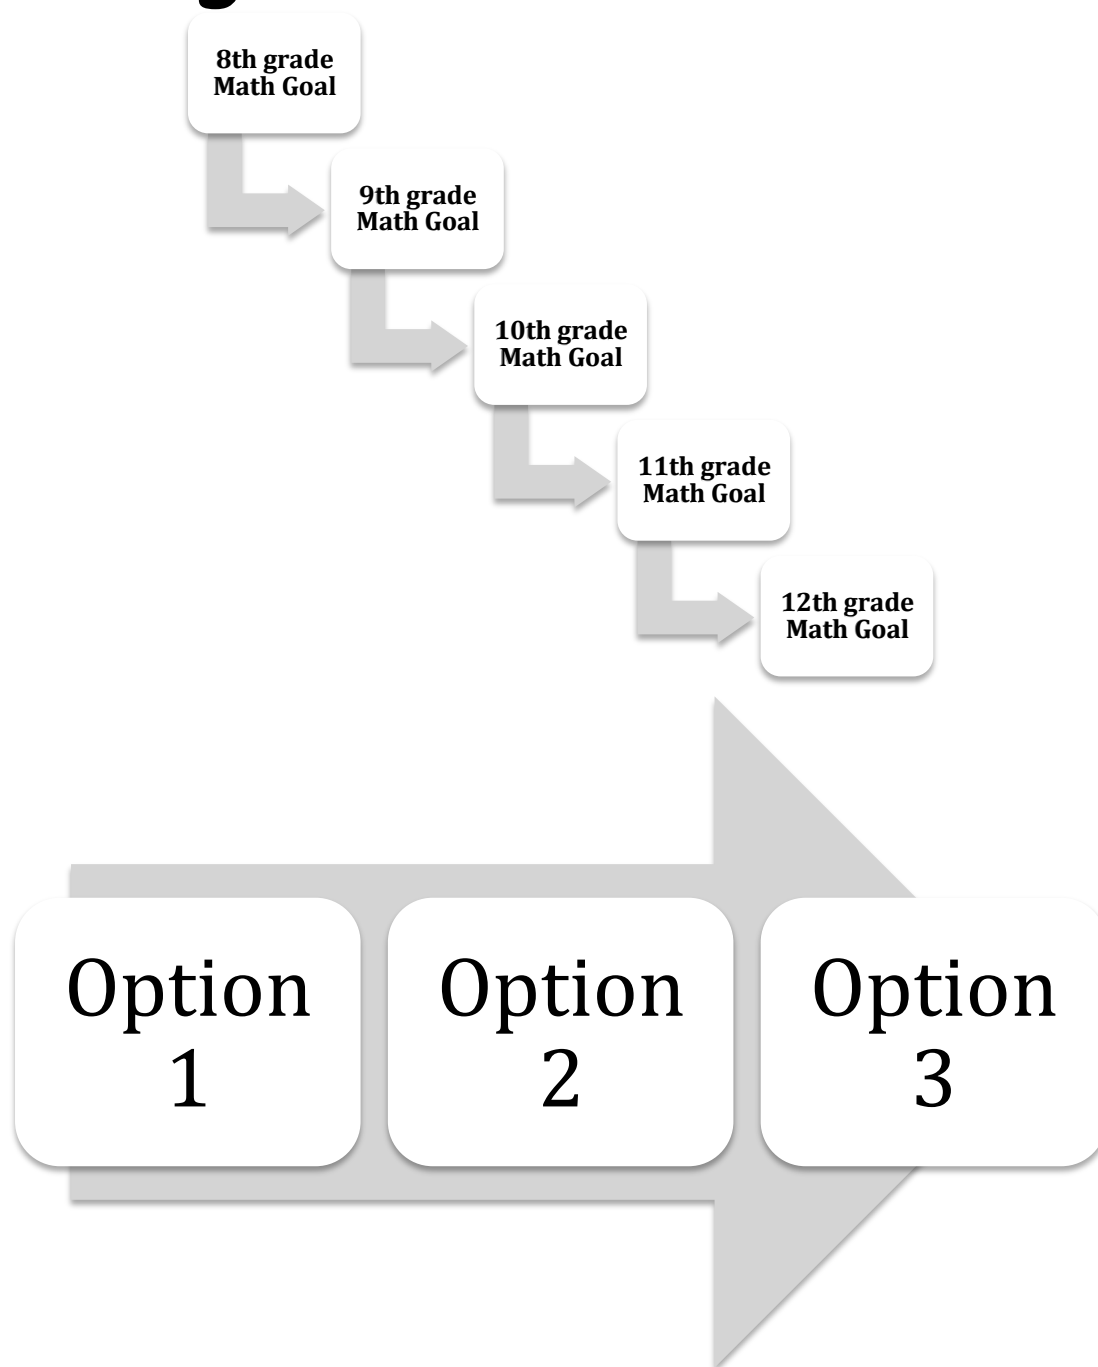 8th grade
Math Goal
9th grade
Math Goal
10th grade
Math Goal
11th grade
Math Goal
12th grade
Math Goal
Option
1
Option
2
Option
3